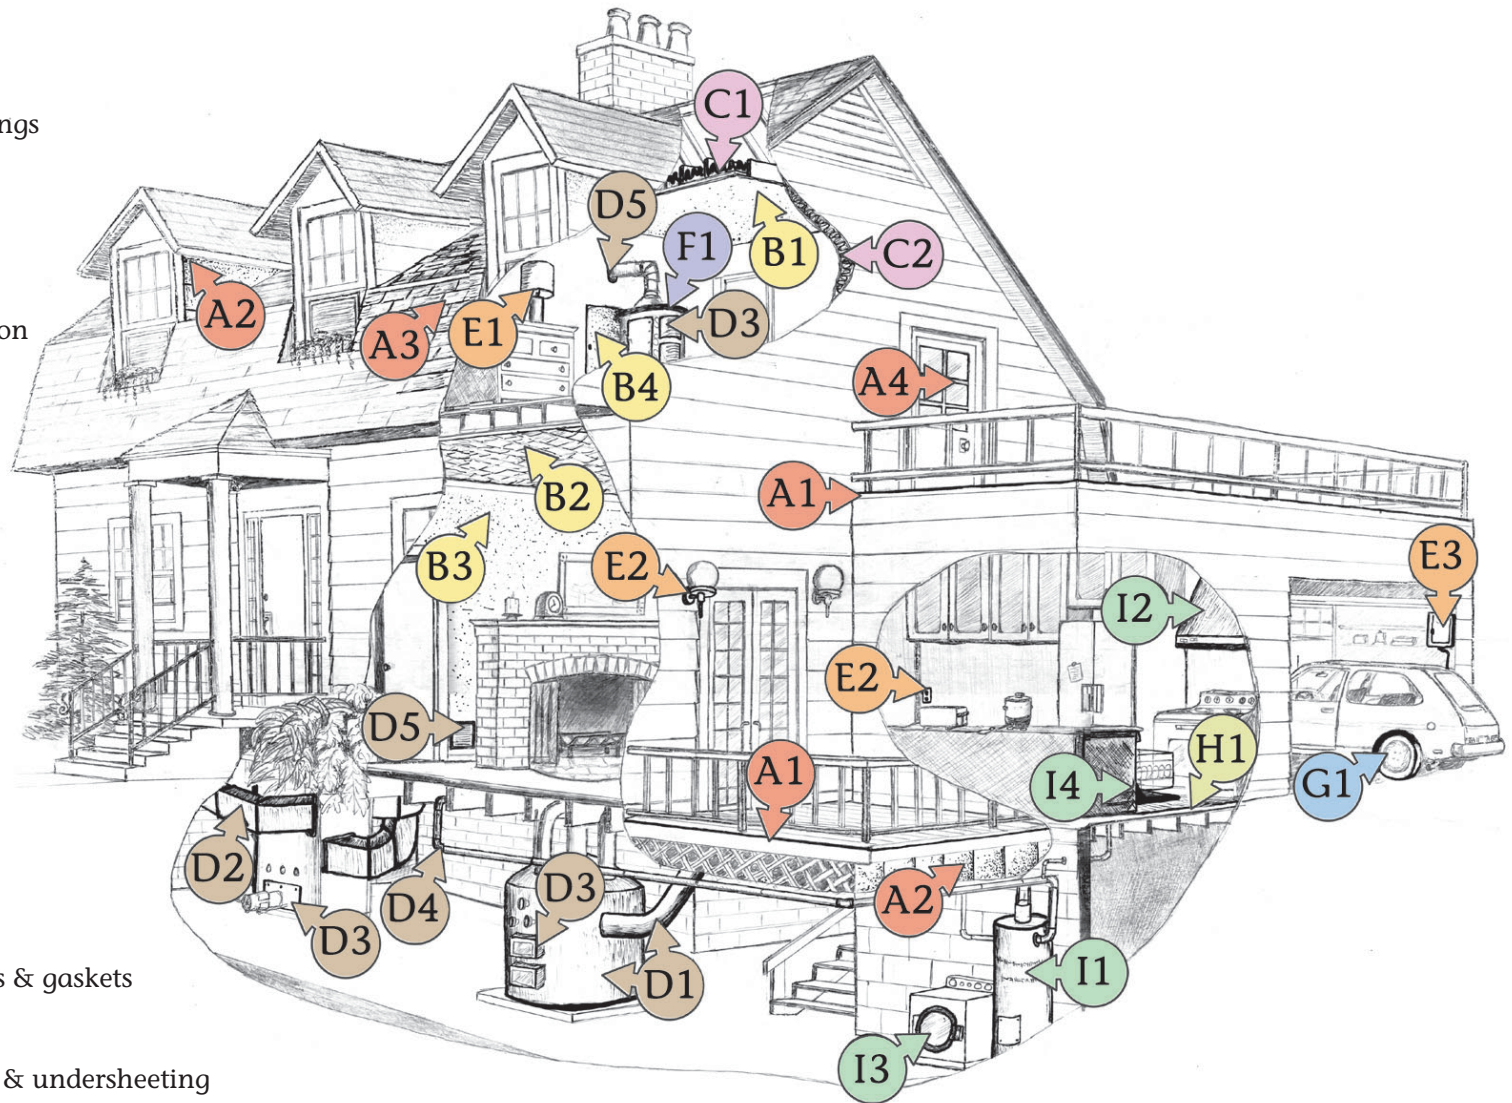 C1
ngs
D5
F1
B1
C2
A2
A3
E1
D3
on
B4
A4
B2
A1
B3
E2
E3
I2
E2
D5
A1
I4
H1
G1
D2
D4
D3
A2
D3
D1
I1
s & gaskets
I3
& undersheeting